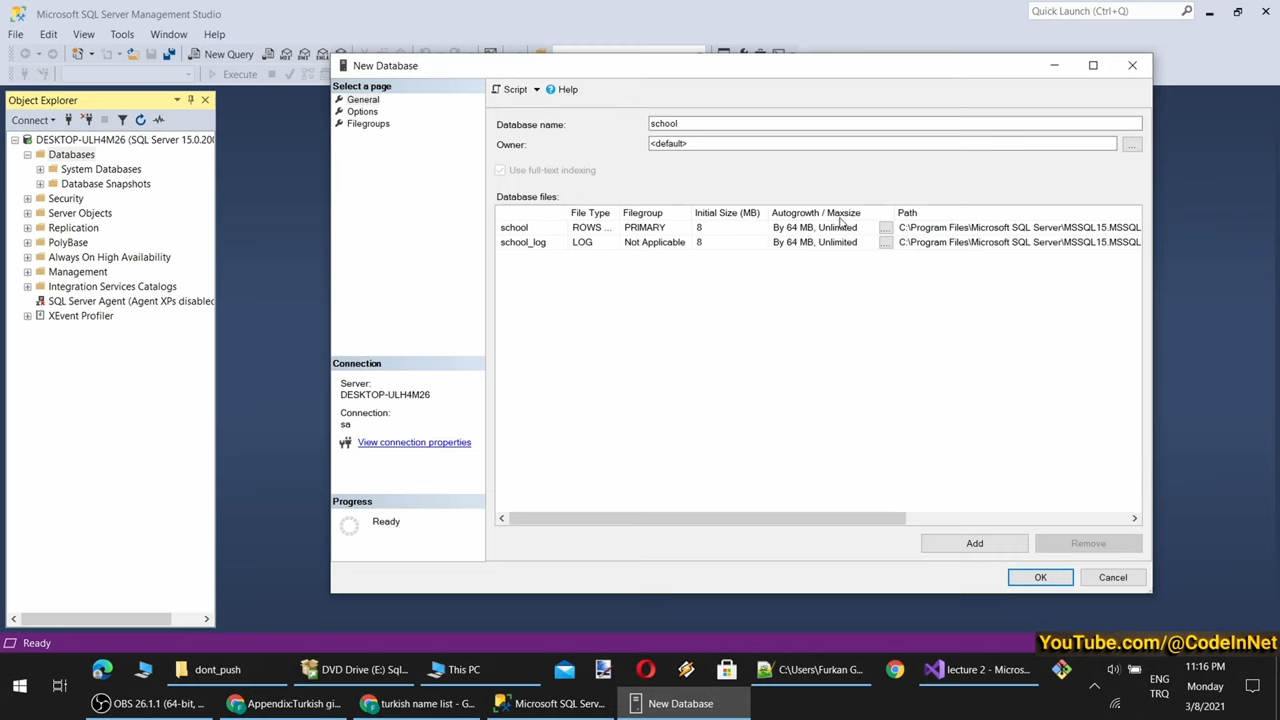 Microsoft SQL Server Management Studio
Quick Launch (Ctrl+Q)
File Edit View Tools Window Help
New Query
Execute
New Database
Object Explorer
Connect
DESKTOP-ULH4M26 (SQL Server 15.0.200
Databases
System Databases
Database Snapshots
Security
Server Objects
Replication
PolyBase
Always On High Availability
Management
Integration Services Catalogs
SQL Server Agent (Agent XPs disabled
XEvent Profiler
Select a page
General
Options
Filegroups
Connection
Server:
DESKTOP-ULH4M26
Connection:
sa
View connection properties
Progress
Ready
Script Help
Database name: school
Owner: <default> ...
Use full-text indexing
Database files:
File Type Filegroup Initial Size (MB) Autogrowth / Maxsize Path
school ROWS ... PRIMARY 8 By 64 MB, Unlimited ... C:\Program Files\Microsoft SQL Server\MSSQL15.MSSQL
school_log LOG Not Applicable 8 By 64 MB, Unlimited ... C:\Program Files\Microsoft SQL Server\MSSQL15.MSSQL
Add Remove
OK Cancel
Ready
YouTube.com/@CodeInNet
dont_push DVD Drive (E:) Sql... This PC C:\Users\Furkan G... lecture 2 - Micros...
OBS 26.1.1 (64-bit, ... AppendixTurkish gi... turkish name list - G... Microsoft SQL Serv... New Database
ENG
TRQ
11:16 PM
Monday
3/8/2021